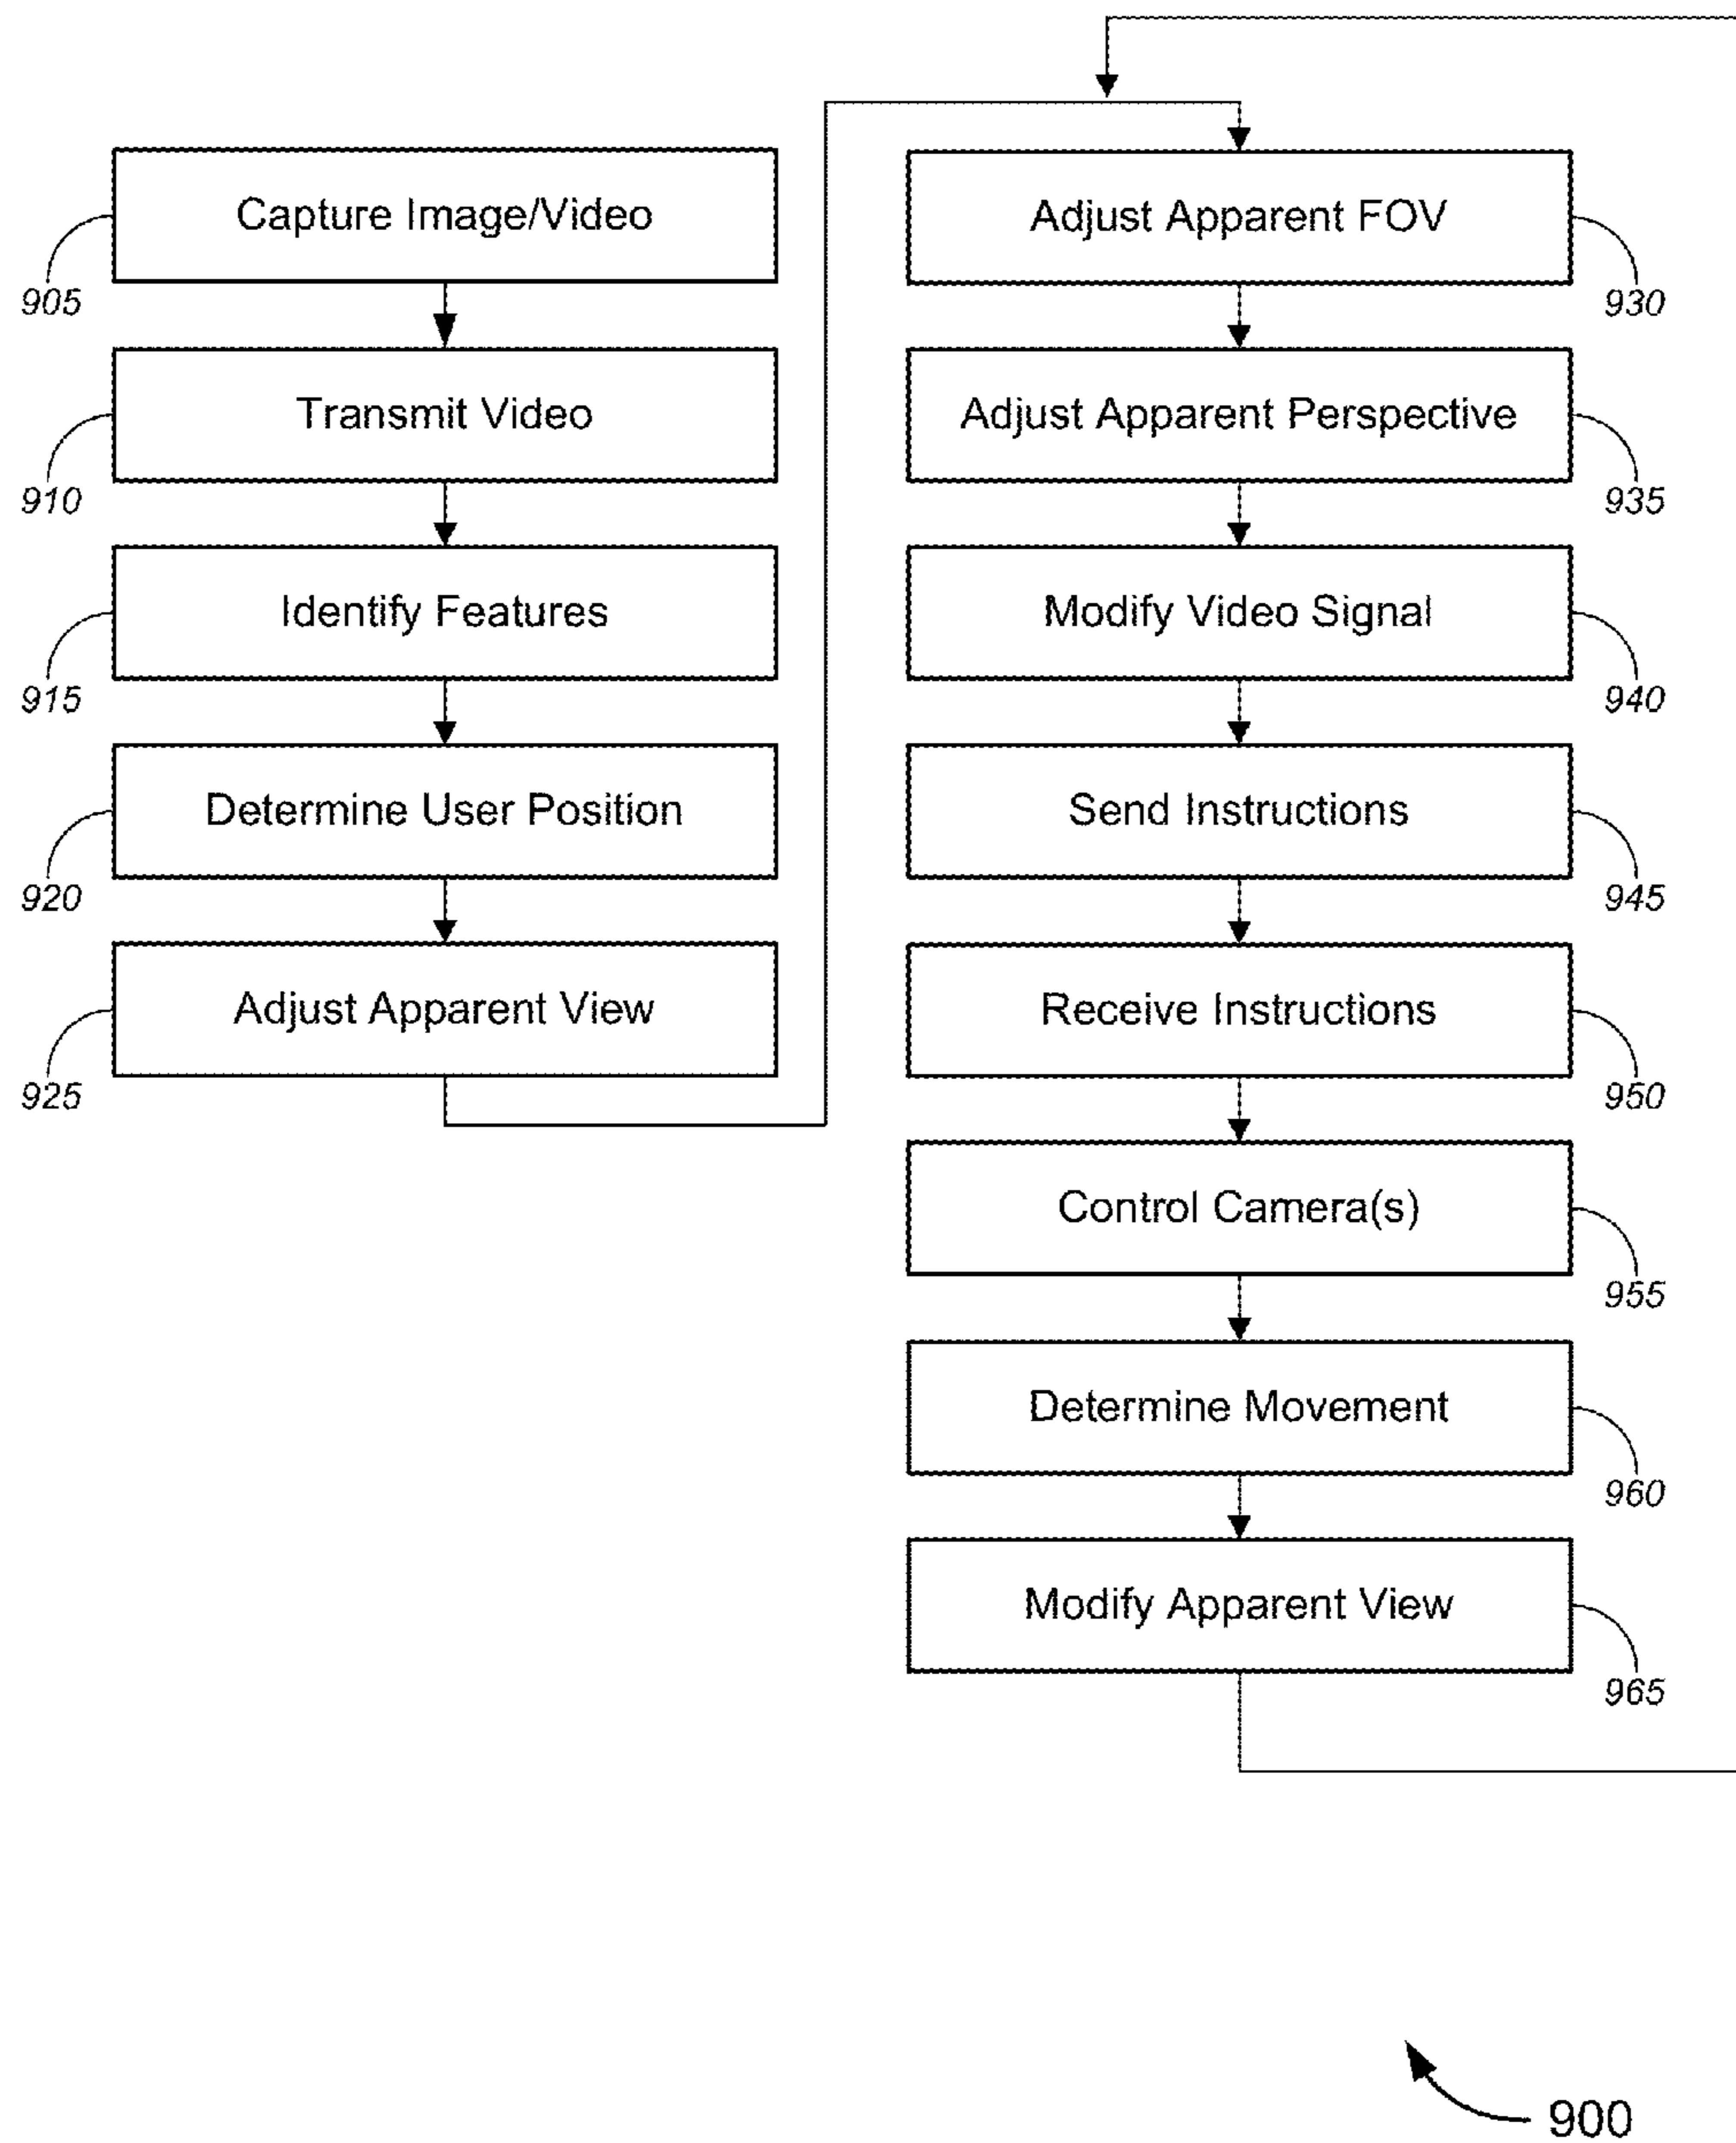 Capture Image/Video
905
Transmit Video
910
Identify Features
915
Determine User Position
920
Adjust Apparent View
925
Adjust Apparent FOV
930
Adjust Apparent Perspective
935
Modify Video Signal
940
Send Instructions
945
Receive Instructions
950
Control Camera(s)
955
Determine Movement
960
Modify Apparent View
965
900